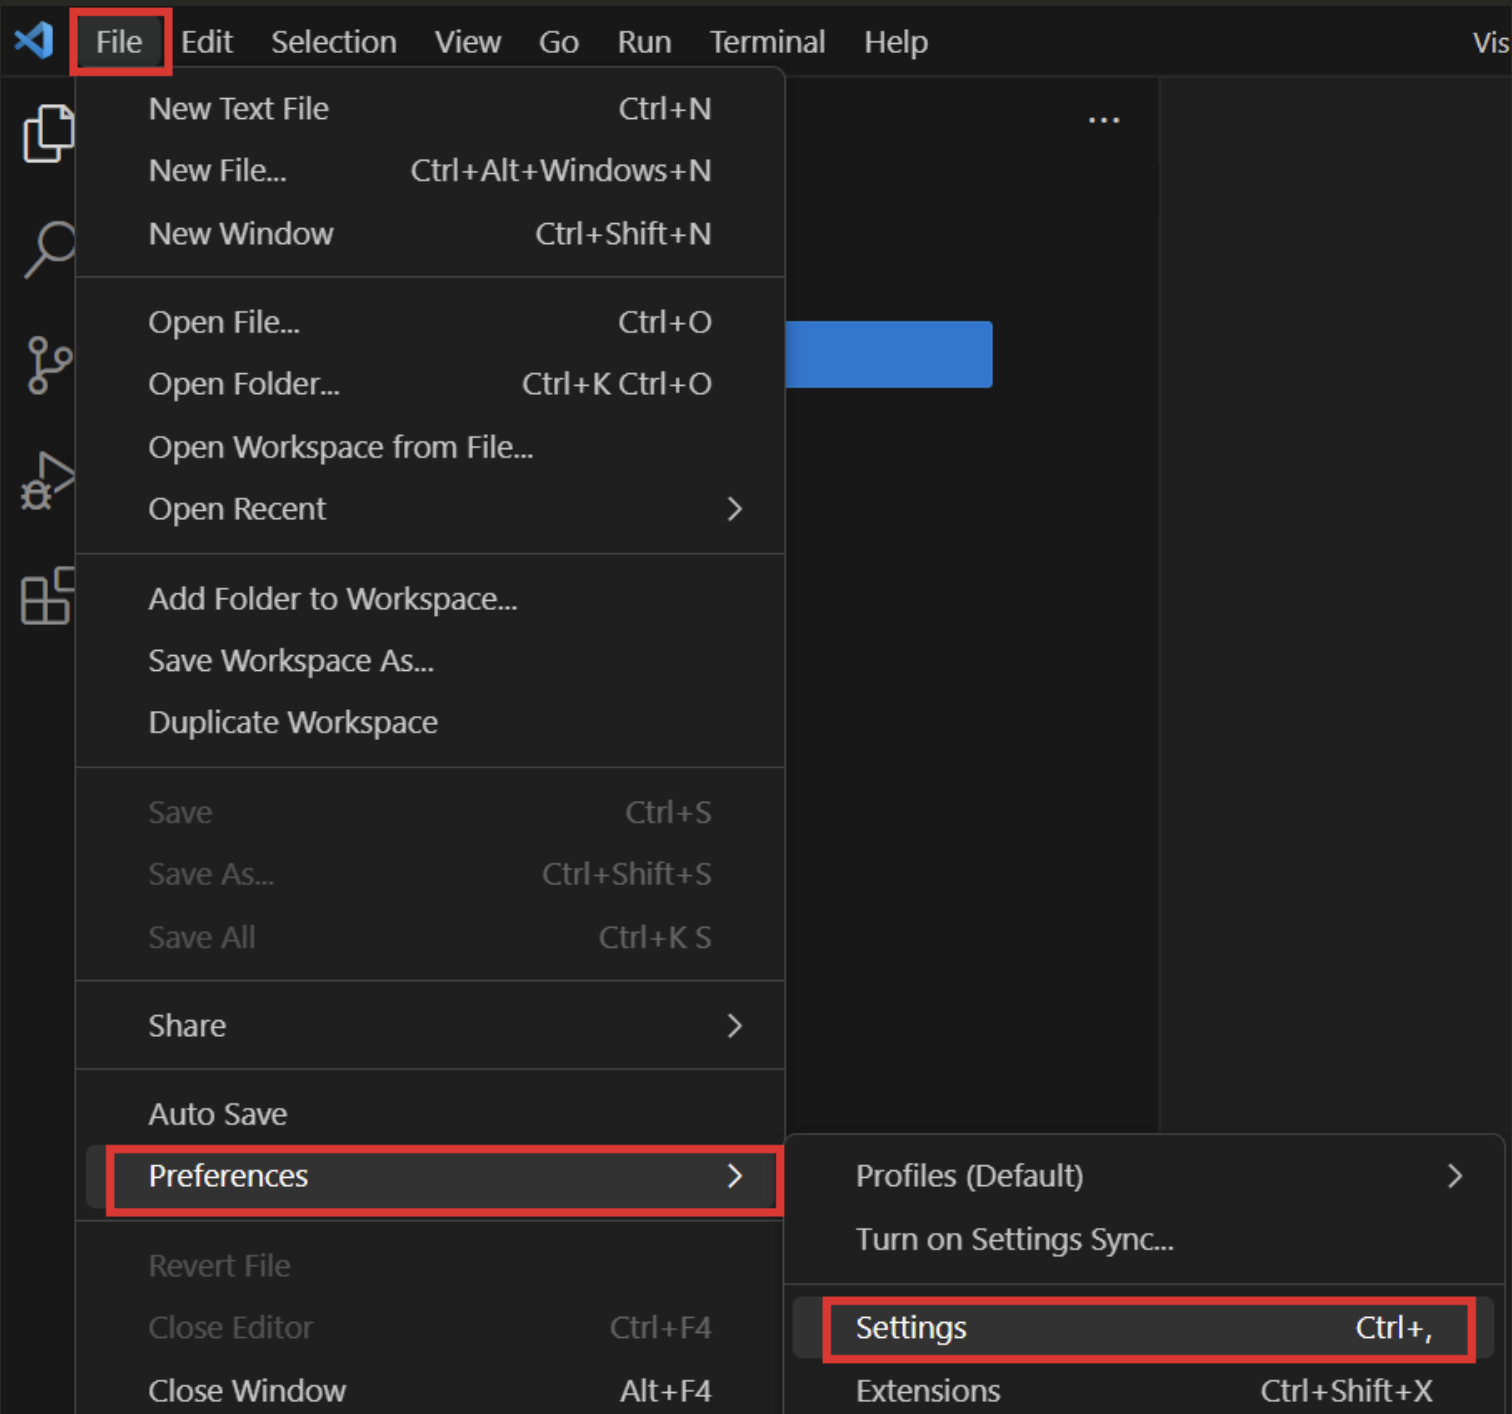 File Edit Selection View Go Run Terminal Help Vis
New Text File Ctrl+N
New File... Ctrl+Alt+Windows+N
New Window Ctrl+Shift+N
Open File... Ctrl+O
Open Folder... Ctrl+K Ctrl+O
Open Workspace from File...
Open Recent
Add Folder to Workspace...
Save Workspace As...
Duplicate Workspace
Save Ctrl+S
Save As... Ctrl+Shift+S
Save All Ctrl+K S
Share
Auto Save
Preferences
Revert File
Close Editor Ctrl+F4
Close Window Alt+F4
Profiles (Default)
Turn on Settings Sync...
Settings Ctrl+,
Extensions Ctrl+Shift+X